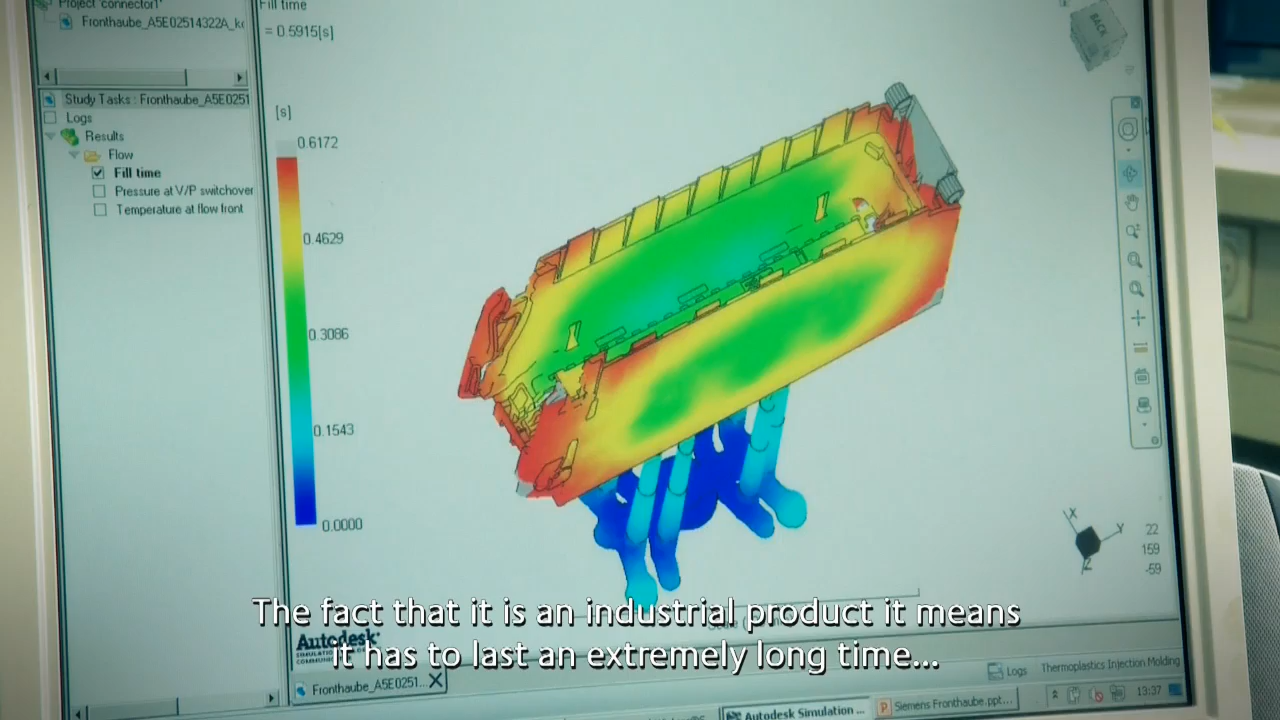 Project 'connector1'
Fronthaube_A5E02514322A_k
Study Tasks : Fronthaube_A5E0251
Logs
Results
Flow
Fill time
Pressure at V/P switchover
Temperature at flow front
Fill time
= 0.5915[s]
[s]
0.6172
0.4629
0.3086
0.1543
0.0000
BACK
X
Y
Z
22
159
-59
The fact that it is an industrial product it means
it has to last an extremely long time...
Autodesk
Fronthaube_A5E0251...
Logs
Thermoplastics Injection Molding
Autodesk Simulation ...
Siemens Fronthaube.ppt...
13:37